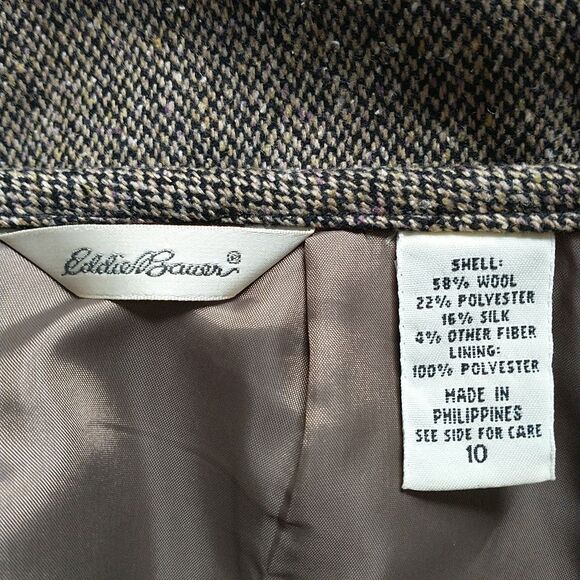 Eddie Bauer®
SHELL:
58% WOOL
22% POLYESTER
16% SILK
4% OTHER FIBER
LINING:
100% POLYESTER
MADE IN
PHILIPPINES
SEE SIDE FOR CARE
10